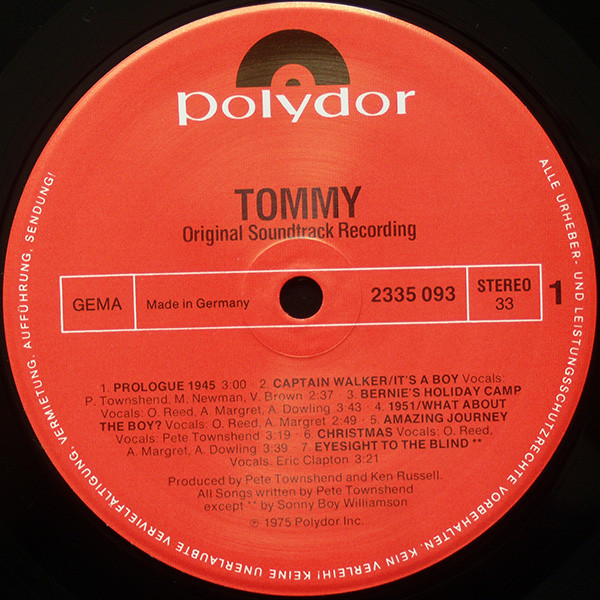 polydor
TOMMY
Original Soundtrack Recording
GEMA
Made in Germany
2335 093
STEREO
33
1
1. PROLOGUE 1945 3:00 · 2. CAPTAIN WALKER/IT'S A BOY Vocals:
P. Townshend, M. Newman, V. Brown 2:37 · 3. BERNIE'S HOLIDAY CAMP
Vocals: O. Reed, A. Margret, A. Dowling 3:43 · 4. 1951/WHAT ABOUT
THE BOY? Vocals: O. Reed, A. Margret 2:49 · 5. AMAZING JOURNEY
Vocals: Pete Townshend 3:19 · 6. CHRISTMAS Vocals: O. Reed,
A. Margret, A. Dowling 3:39 · 7. EYESIGHT TO THE BLIND **
Vocals: Eric Clapton 3:21
Produced by Pete Townshend and Ken Russell.
All Songs written by Pete Townshend
except ** by Sonny Boy Williamson
℗ 1975 Polydor Inc.
ALLE URHEBER- UND LEISTUNGSSCHUTZRECHTE VORBEHALTEN. KEIN VERLEIH! KEINE UNERLAUBTE VERVIELFÄLTIGUNG, VERMIETUNG, AUFFÜHRUNG, SENDUNG!